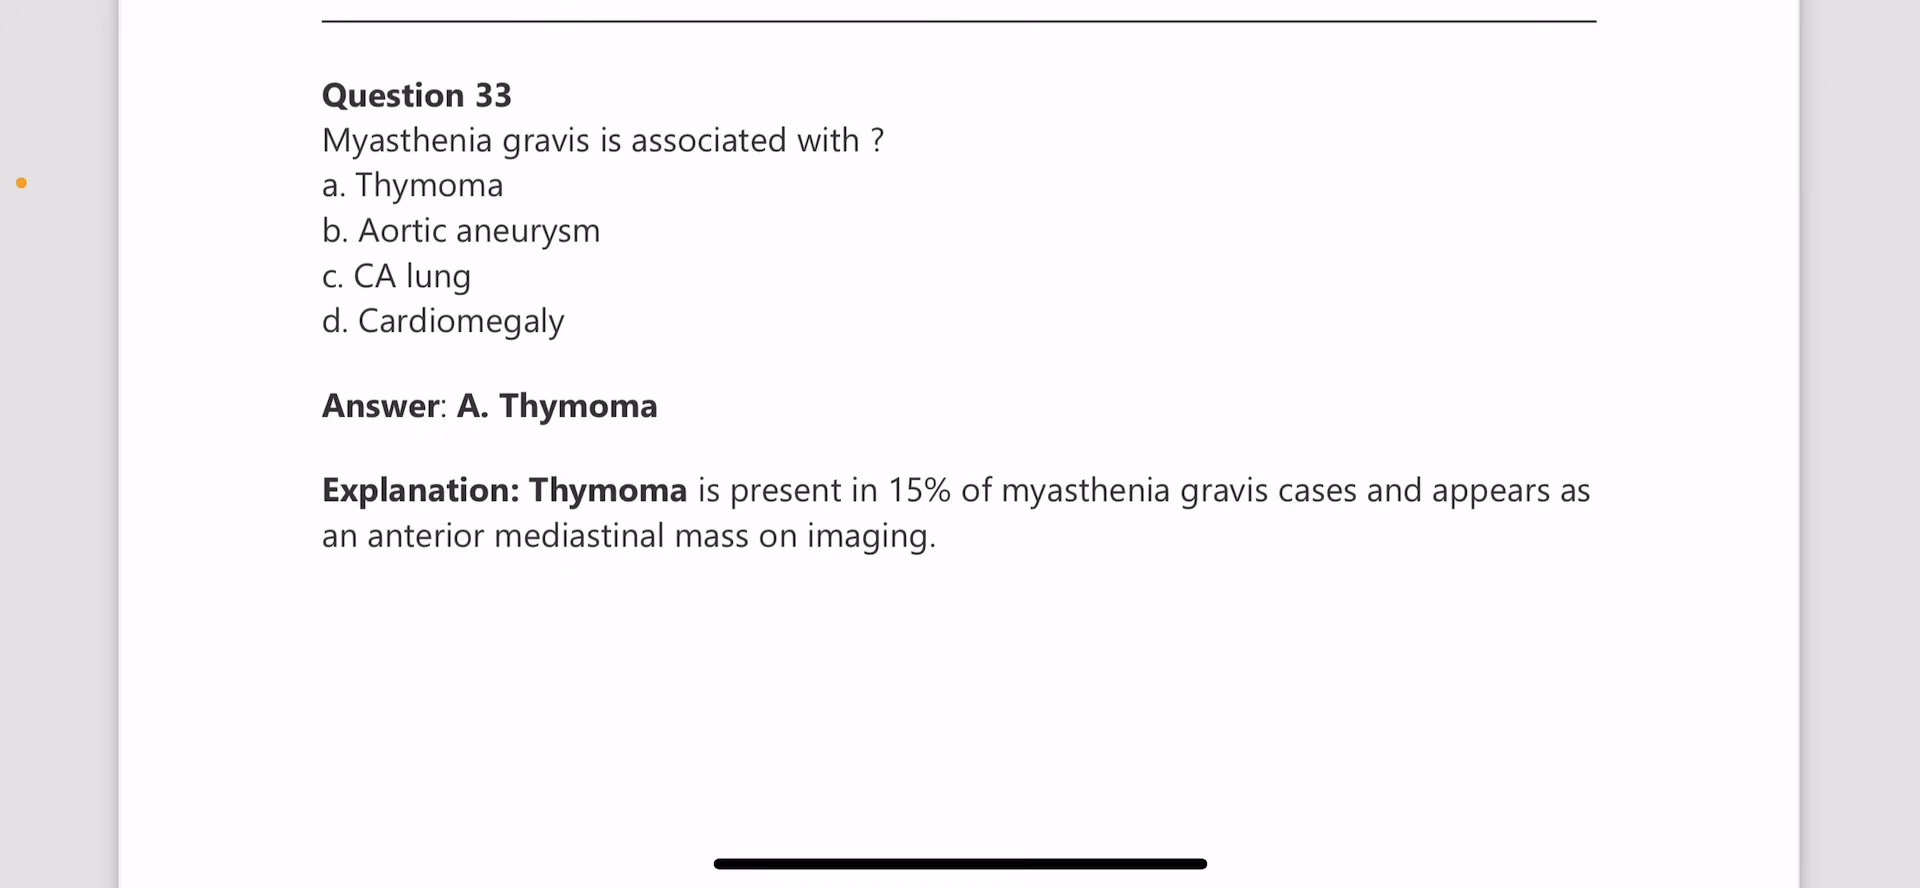 Question 33
Myasthenia gravis is associated with ?
a. Thymoma
b. Aortic aneurysm
c. CA lung
d. Cardiomegaly
Answer: A. Thymoma
Explanation: Thymoma is present in 15% of myasthenia gravis cases and appears as
an anterior mediastinal mass on imaging.